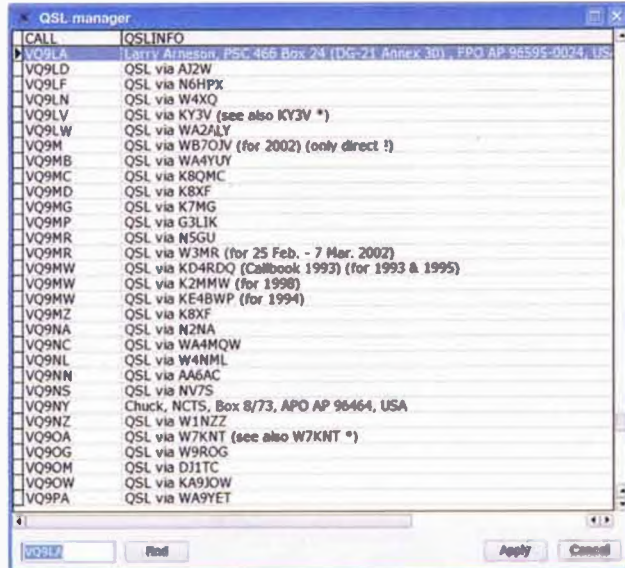 QSL manager
CALL QSLINFO
VQ9LA Larry Arneson, PSC 466 Box 24 (DG-21 Annex 30) , FPO AP 96595-0024, US
VQ9LD QSL via AJ2W
VQ9LF QSL via N6HPX
VQ9LN QSL via W4XQ
VQ9LV QSL via KY3V (see also KY3V *)
VQ9LW QSL via WA2ALY
VQ9M QSL via WB7OJV (for 2002) (only direct !)
VQ9MB QSL via WA4YUY
VQ9MC QSL via K8QMC
VQ9MD QSL via K8XF
VQ9MG QSL via K7MG
VQ9MP QSL via G3LIK
VQ9MR QSL via N5GU
VQ9MR QSL via W3MR (for 25 Feb. - 7 Mar. 2002)
VQ9MW QSL via KD4RDQ (Callbook 1993) (for 1993 & 1995)
VQ9MW QSL via K2MMW (for 1998)
VQ9MW QSL via KE4BWP (for 1994)
VQ9MZ QSL via K8XF
VQ9NA QSL via N2NA
VQ9NC QSL via WA4MQW
VQ9NL QSL via W4NML
VQ9NN QSL via AA6AC
VQ9NS QSL via NV7S
VQ9NY Chuck, NCTS, Box 8/73, APO AP 96464, USA
VQ9NZ QSL via W1NZZ
VQ9OA QSL via W7KNT (see also W7KNT *)
VQ9OG QSL via W9ROG
VQ9OM QSL via DJ1TC
VQ9OW QSL via KA9JOW
VQ9PA QSL via WA9YET
VQ9LA Find Apply Cancel